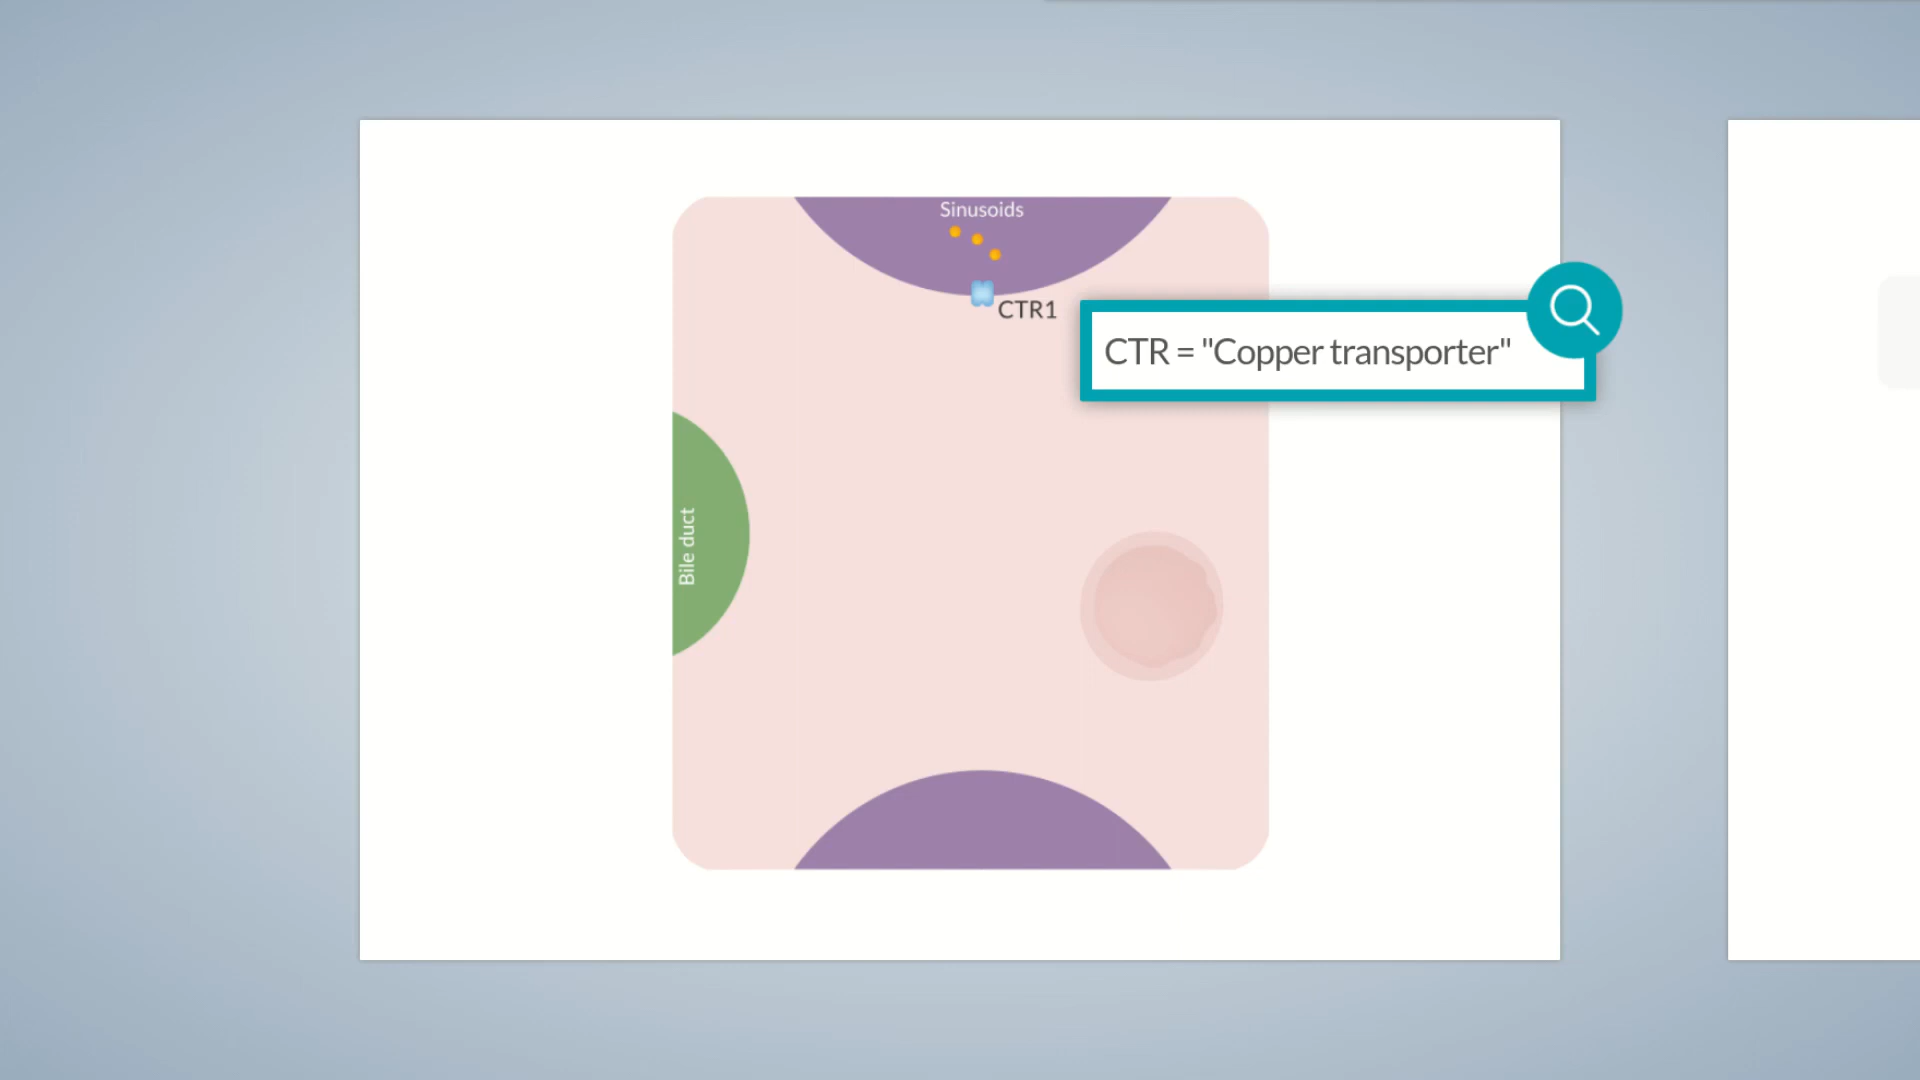 Sinusoids
CTR1
CTR = "Copper transporter"
Bile duct